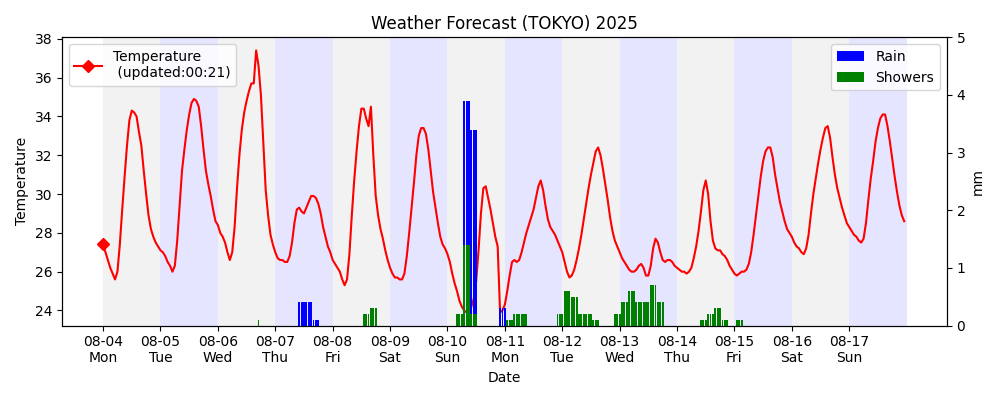 Weather Forecast (TOKYO) 2025
Temperature
(updated:00:21)
Rain
Showers
38
36
34
32
30
28
26
24
Temperature
5
4
3
2
1
0
mm
08-04 08-05 08-06 08-07 08-08 08-09 08-10 08-11 08-12 08-13 08-14 08-15 08-16 08-17
Mon Tue Wed Thu Fri Sat Sun Mon Tue Wed Thu Fri Sat Sun
Date